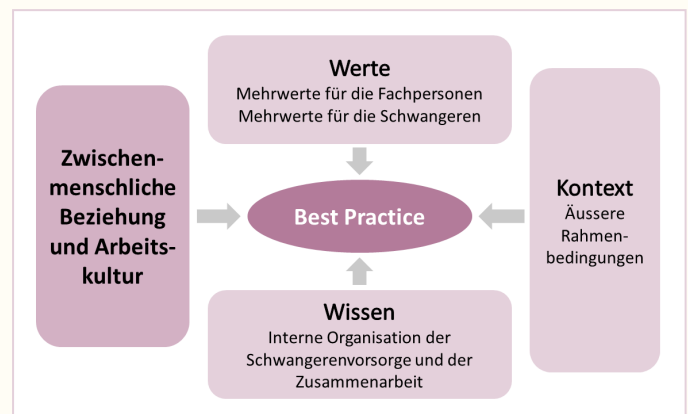 Werte
Mehrwerte für die Fachpersonen
Mehrwerte für die Schwangeren
Zwischen-
menschliche
Beziehung
und Arbeits-
kultur
Best Practice
Kontext
Äussere
Rahmen-
bedingungen
Wissen
Interne Organisation der
Schwangerenvorsorge und der
Zusammenarbeit